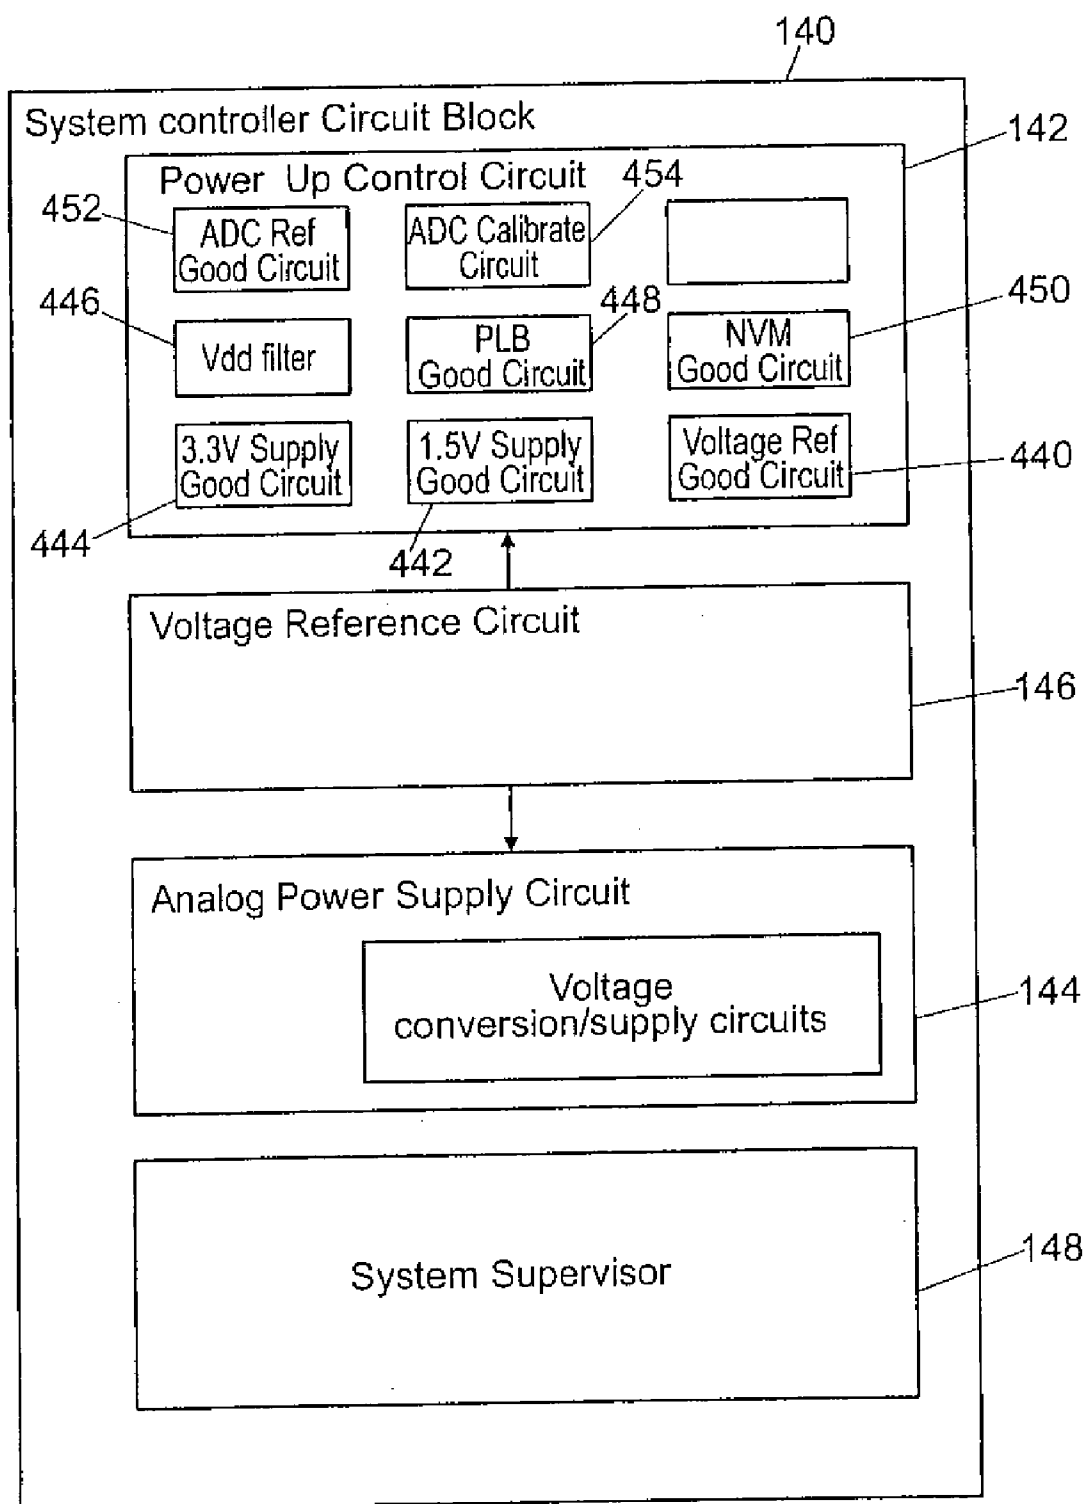 140
System controller Circuit Block
142
Power Up Control Circuit
454
452
ADC Ref
Good Circuit
ADC Calibrate
Circuit
446
448
450
Vdd filter
PLB
Good Circuit
NVM
Good Circuit
3.3V Supply
Good Circuit
1.5V Supply
Good Circuit
Voltage Ref
Good Circuit
440
444
442
Voltage Reference Circuit
146
Analog Power Supply Circuit
Voltage
conversion/supply circuits
144
System Supervisor
148